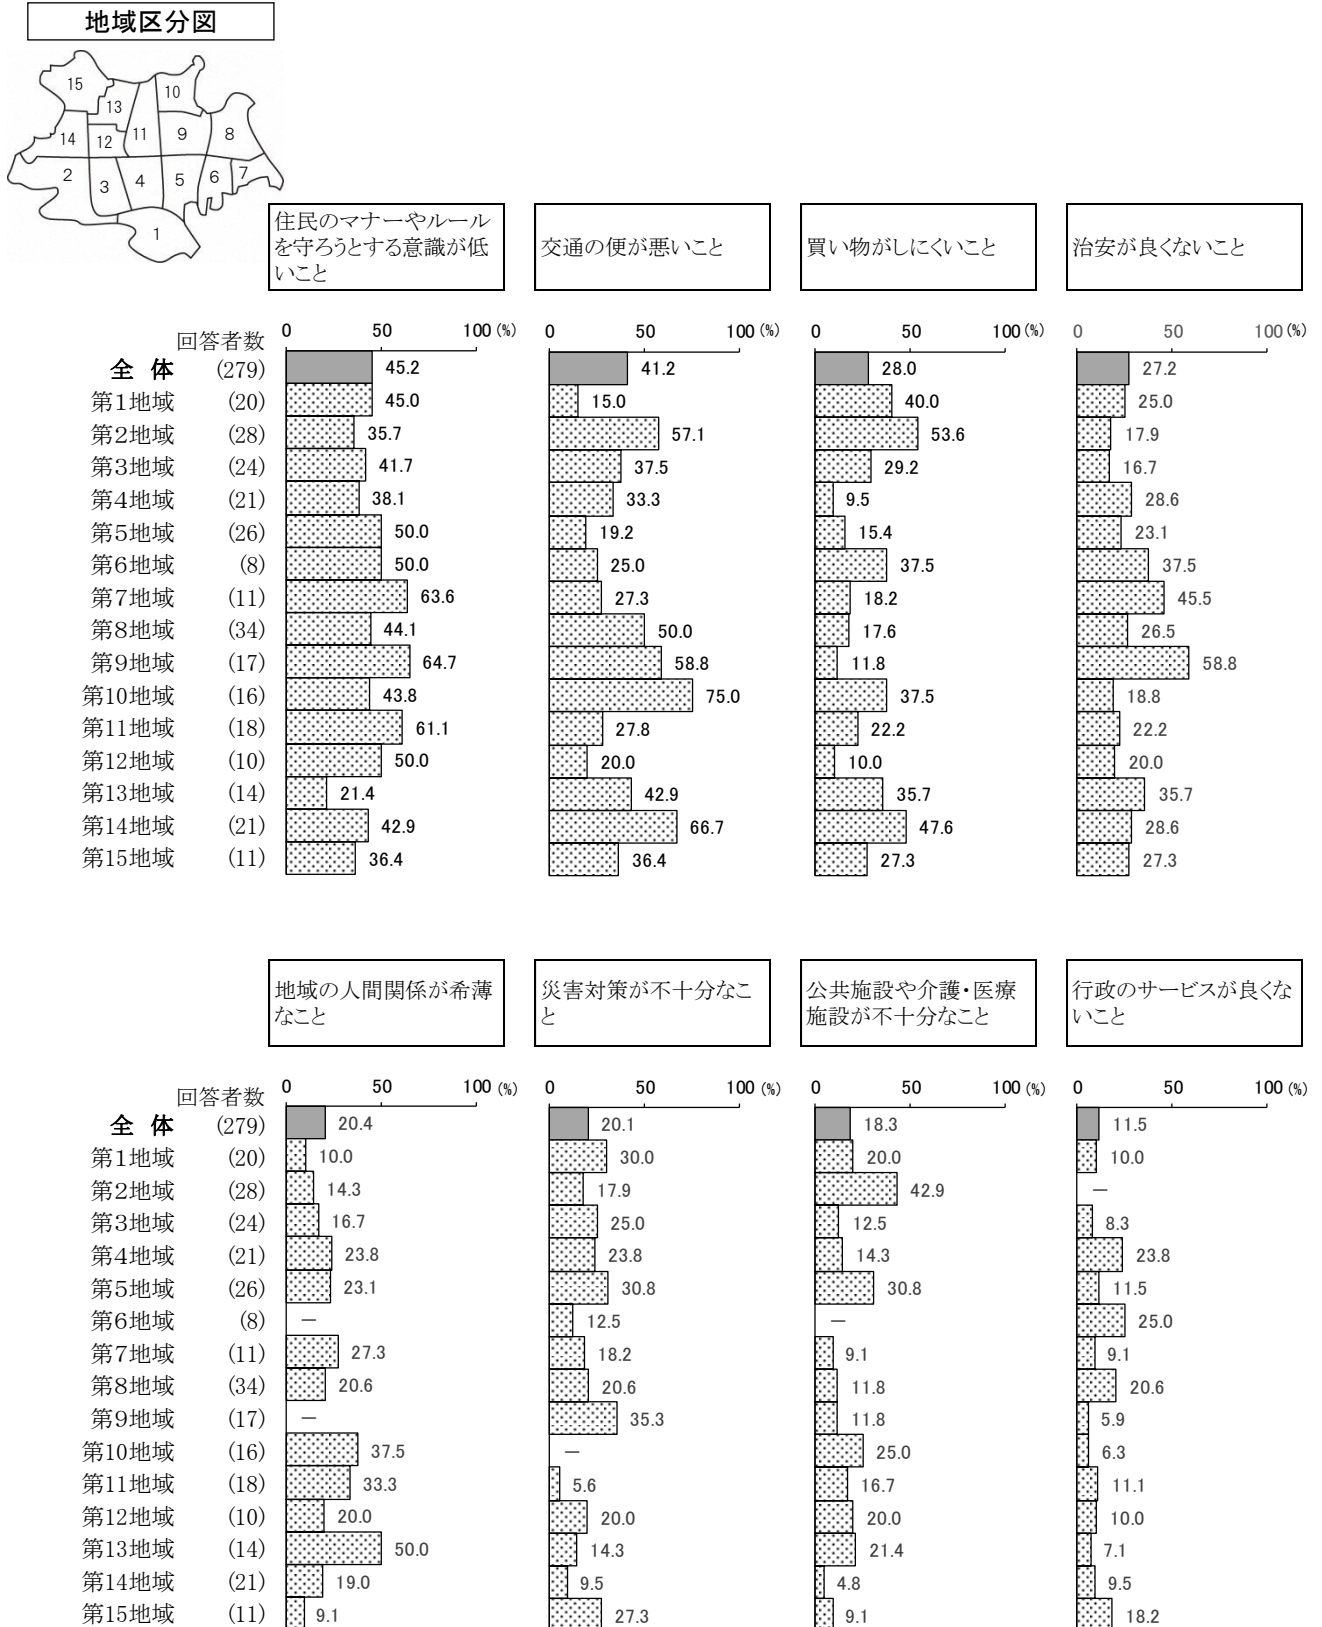 地域区分図
15
10
13
14
12
11
9
8
2
3
4
5
6
7
1
住民のマナーやルール
を守ろうとする意識が低
いこと
交通の便が悪いこと
買い物がしにくいこと
治安が良くないこと
0 50 100 (%) 0 50 100 (%) 0 50 100 (%) 0 50 100 (%)
回答者数
全 体 (279) 45.2 41.2 28.0 27.2
第1地域 (20) 45.0 15.0 40.0 25.0
第2地域 (28) 35.7 57.1 53.6 17.9
第3地域 (24) 41.7 37.5 29.2 16.7
第4地域 (21) 38.1 33.3 9.5 28.6
第5地域 (26) 50.0 19.2 15.4 23.1
第6地域 (8) 50.0 25.0 37.5 37.5
第7地域 (11) 63.6 27.3 18.2 45.5
第8地域 (34) 44.1 50.0 17.6 26.5
第9地域 (17) 64.7 58.8 11.8 58.8
第10地域 (16) 43.8 75.0 37.5 18.8
第11地域 (18) 61.1 27.8 22.2 22.2
第12地域 (10) 50.0 20.0 10.0 20.0
第13地域 (14) 21.4 42.9 35.7 35.7
第14地域 (21) 42.9 66.7 47.6 28.6
第15地域 (11) 36.4 36.4 27.3 27.3
地域の人間関係が希薄
なこと
災害対策が不十分なこ
と
公共施設や介護・医療
施設が不十分なこと
行政のサービスが良くな
いこと
0 50 100 (%) 0 50 100 (%) 0 50 100 (%) 0 50 100 (%)
回答者数
全 体 (279) 20.4 20.1 18.3 11.5
第1地域 (20) 10.0 30.0 20.0 10.0
第2地域 (28) 14.3 17.9 42.9 －
第3地域 (24) 16.7 25.0 12.5 8.3
第4地域 (21) 23.8 23.8 14.3 23.8
第5地域 (26) 23.1 30.8 30.8 11.5
第6地域 (8) － 12.5 － 25.0
第7地域 (11) 27.3 18.2 9.1 9.1
第8地域 (34) 20.6 20.6 11.8 20.6
第9地域 (17) － 35.3 11.8 5.9
第10地域 (16) 37.5 － 25.0 6.3
第11地域 (18) 33.3 5.6 16.7 11.1
第12地域 (10) 20.0 20.0 20.0 10.0
第13地域 (14) 50.0 14.3 21.4 7.1
第14地域 (21) 19.0 9.5 4.8 9.5
第15地域 (11) 9.1 27.3 9.1 18.2